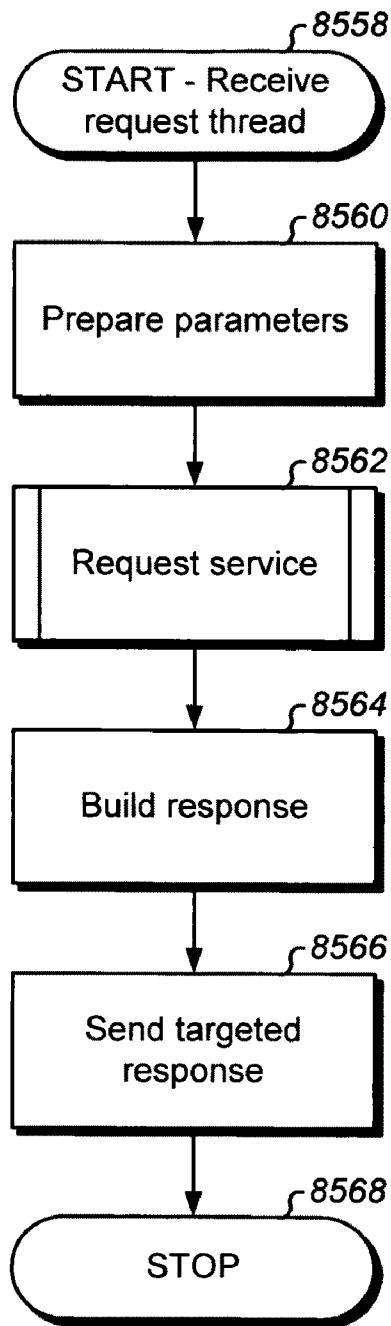 8558
START - Receive
request thread
8560
Prepare parameters
8562
Request service
8564
Build response
8566
Send targeted
response
8568
STOP